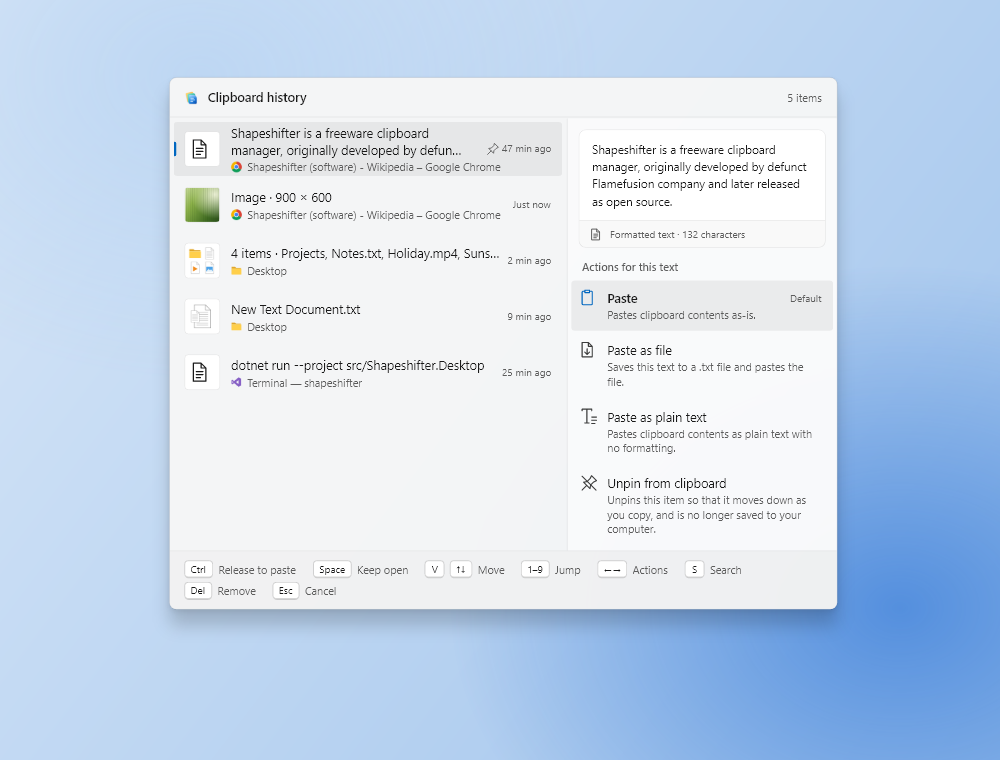 Clipboard history
5 items
Shapeshifter is a freeware clipboard
manager, originally developed by defun...
47 min ago
Shapeshifter (software) - Wikipedia – Google Chrome
Image · 900 × 600
Just now
Shapeshifter (software) - Wikipedia – Google Chrome
4 items · Projects, Notes.txt, Holiday.mp4, Suns...
2 min ago
Desktop
New Text Document.txt
9 min ago
Desktop
dotnet run --project src/Shapeshifter.Desktop
25 min ago
Terminal — shapeshifter
Shapeshifter is a freeware clipboard
manager, originally developed by defunct
Flamefusion company and later released
as open source.
Formatted text · 132 characters
Actions for this text
Paste
Default
Pastes clipboard contents as-is.
Paste as file
Saves this text to a .txt file and pastes the
file.
Paste as plain text
Pastes clipboard contents as plain text with
no formatting.
Unpin from clipboard
Unpins this item so that it moves down as
you copy, and is no longer saved to your
computer.
Ctrl Release to paste Space Keep open V ↑↓ Move 1–9 Jump ←→ Actions S Search
Del Remove Esc Cancel